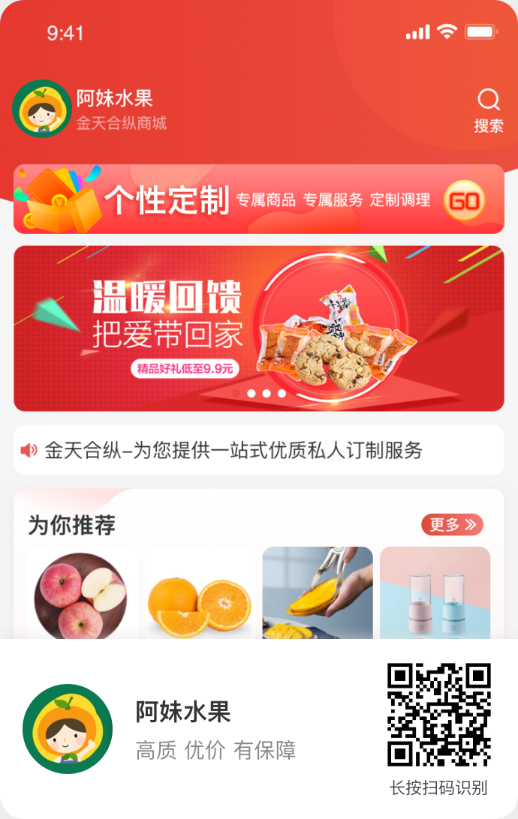 9:41
阿妹水果
金天合纵商城
搜索
个性定制 专属商品 专属服务 定制调理 GO
温暖回馈
把爱带回家
精品好礼低至9.9元
金天合纵-为您提供一站式优质私人订制服务
为你推荐
更多
阿妹水果
高质 优价 有保障
长按扫码识别